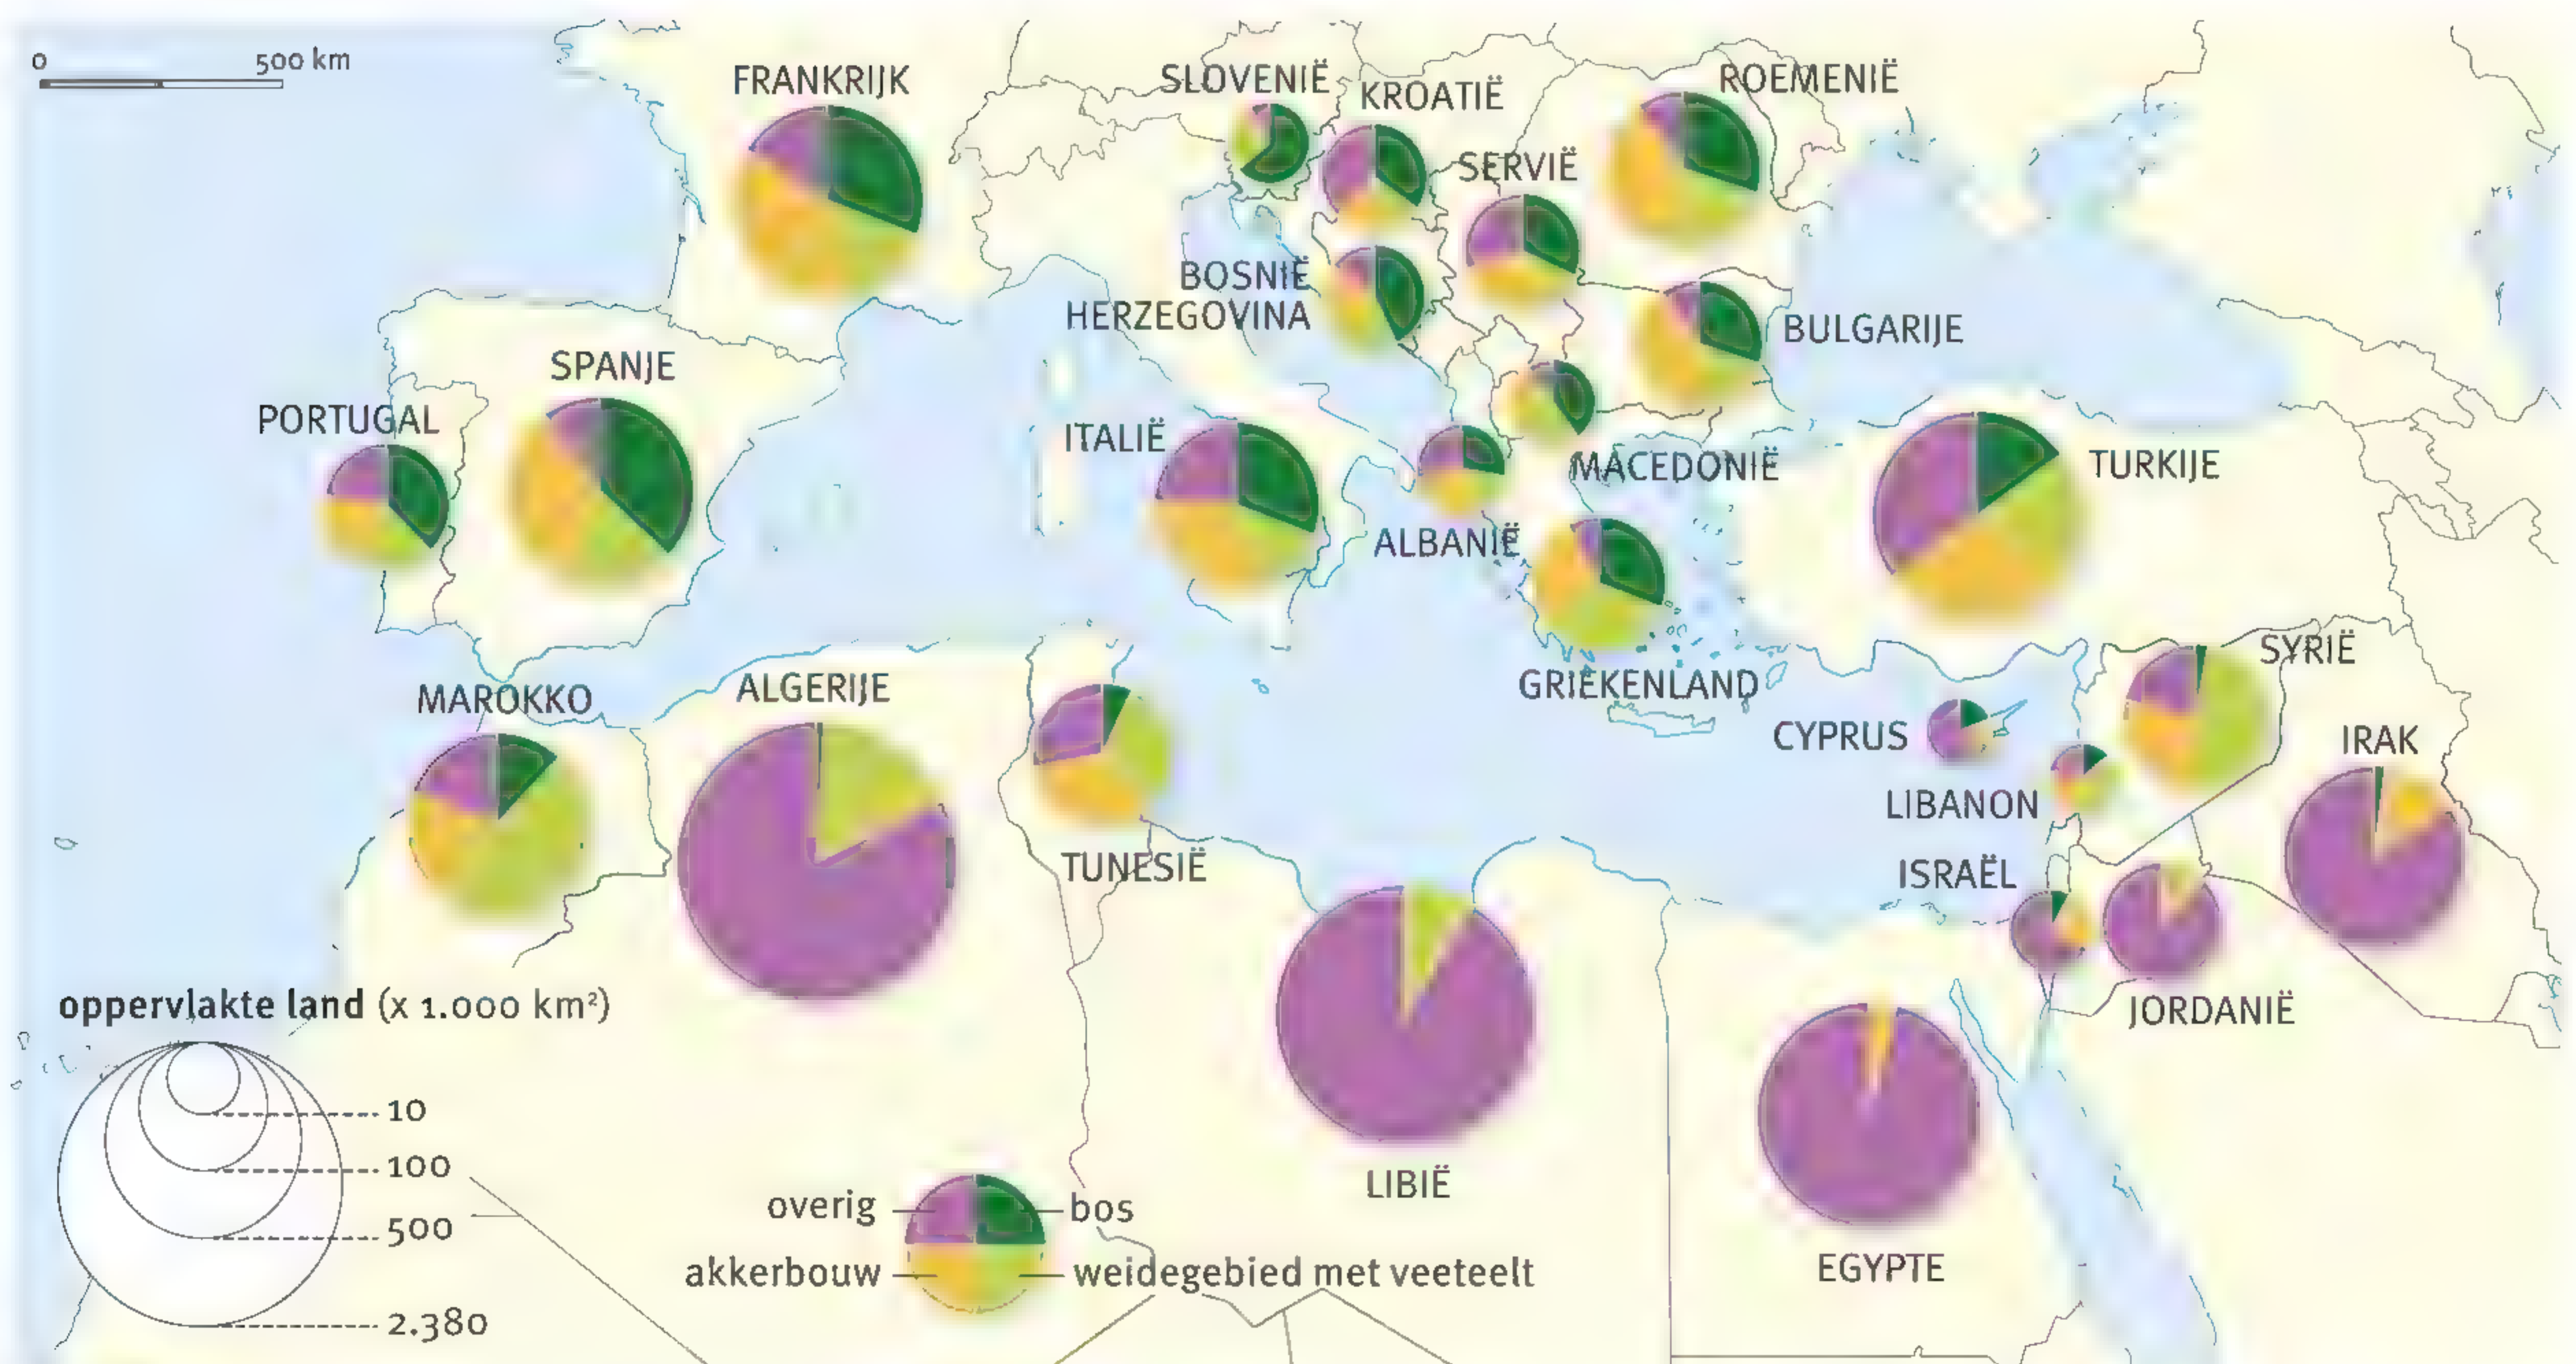 0 500 km
FRANKRIJK
SLOVENIË
KROATIË
ROEMENIË
SERVIË
BOSNIË
HERZEGOVINA
BULGARIJE
SPANJE
PORTUGAL
ITALIË
MACEDONIË
TURKIJE
ALBANIË
GRIEKENLAND
SYRIË
MAROKKO
ALGERIJE
CYPRUS
IRAK
LIBANON
TUNESIË
ISRAËL
JORDANIË
oppervlakte land (x 1.000 km²)
10
100
500
2.380
LIBIË
EGYPTE
overig
bos
akkerbouw
weidegebied met veeteelt